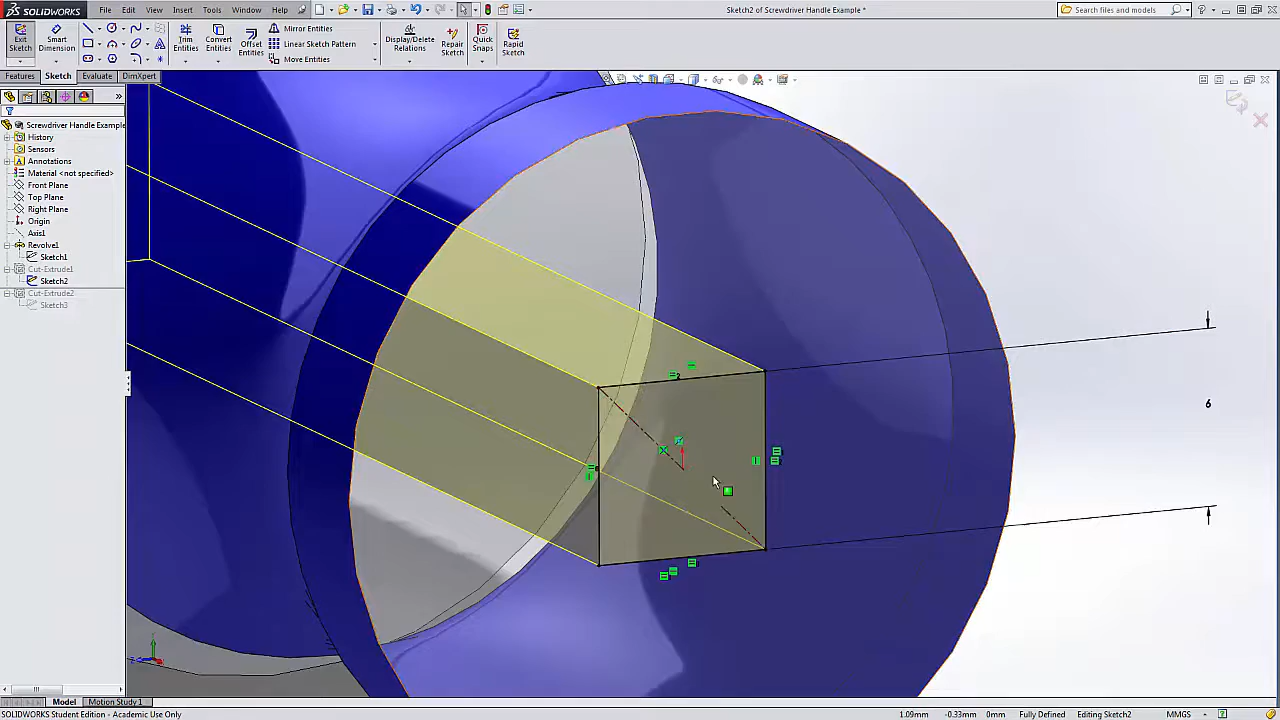 SOLIDWORKS File Edit View Insert Tools Window Help Sketch2 of Screwdriver Handle Example * Search files and models
Exit Sketch
Smart Dimension
Trim Entities
Convert Entities
Offset Entities
Mirror Entities
Linear Sketch Pattern
Move Entities
Display/Delete Relations
Repair Sketch
Quick Snaps
Rapid Sketch
Features Sketch Evaluate DimXpert
Screwdriver Handle Example
History
Sensors
Annotations
Material <not specified>
Front Plane
Top Plane
Right Plane
Origin
Axis1
Revolve1
Sketch1
Cut-Extrude1
Sketch2
Cut-Extrude2
Sketch3
6
Model Motion Study 1
SOLIDWORKS Student Edition - Academic Use Only 1.09mm -0.33mm 0mm Fully Defined Editing Sketch2 MMGS